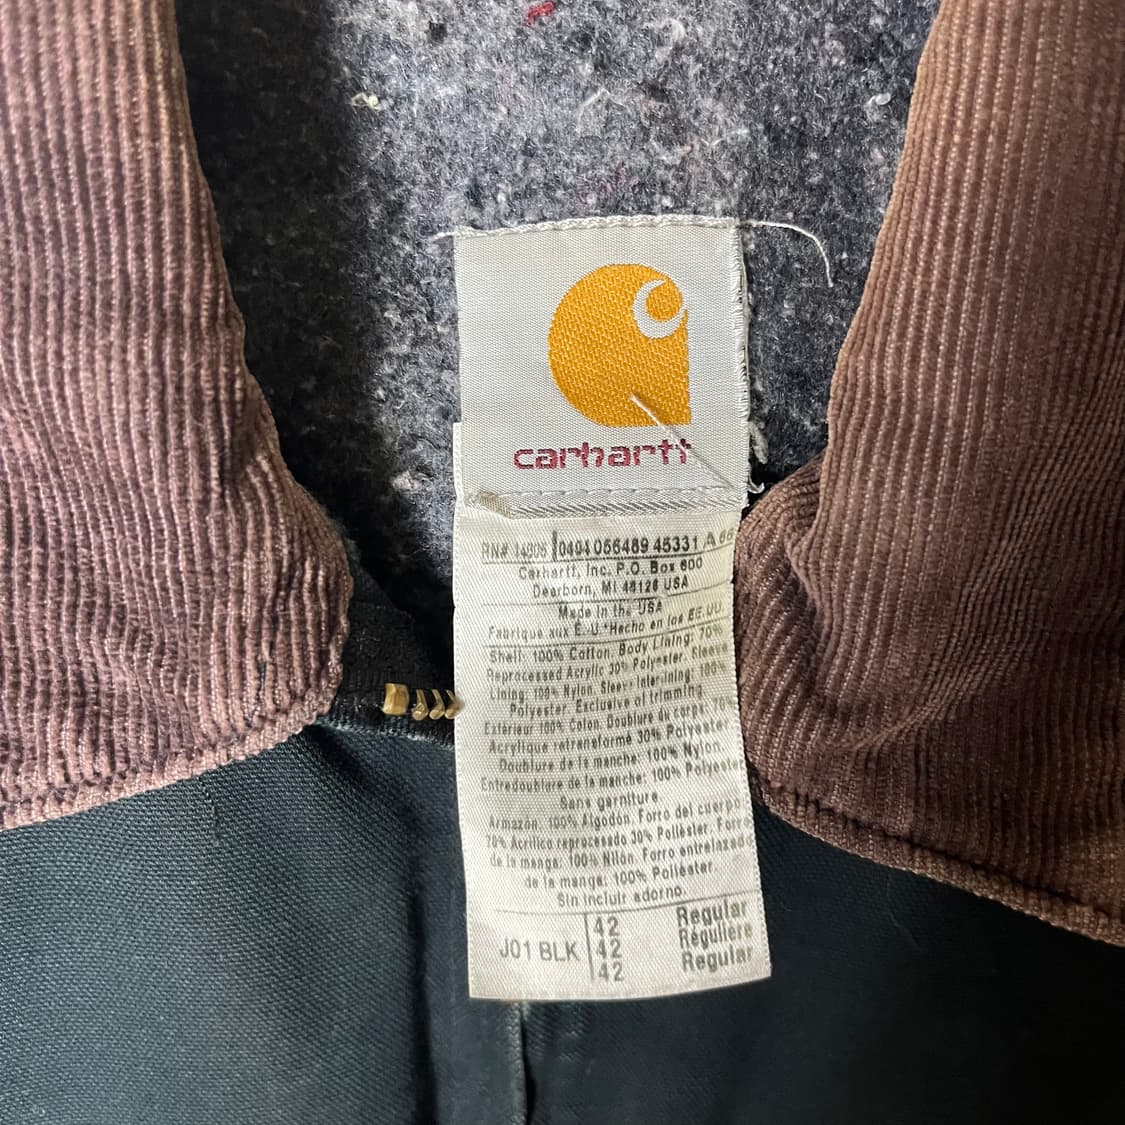 carhartt
RN# 14806 0494 056489 45331 A
Carhartt, Inc. P.O. Box 600
Dearborn, MI 48126 USA
Made in the USA
Fabrique aux É.-U. *Hecho en los EE.UU.
Shell: 100% Cotton. Body Lining: 70%
Reprocessed Acrylic 30% Polyester. Sleeve
Lining: 100% Nylon. Sleeve Interlining: 100%
Polyester. Exclusive of trimming.
Extérieur 100% Coton. Doublure du corps: 70%
Acrylique retransformé 30% Polyester
Doublure de la manche: 100% Nylon.
Entredoublure de la manche: 100% Polyester
Sans garniture.
Armazón. 100% Algodón. Forro del cuerpo
70% Acrílico reprocesado 30% Poliéster. Forro
de la manga: 100% Nilón. Forro entrelazado
de la manga: 100% Poliéster.
Sin incluir adorno.
42 Regular
J01 BLK 42 Régulière
42 Regular